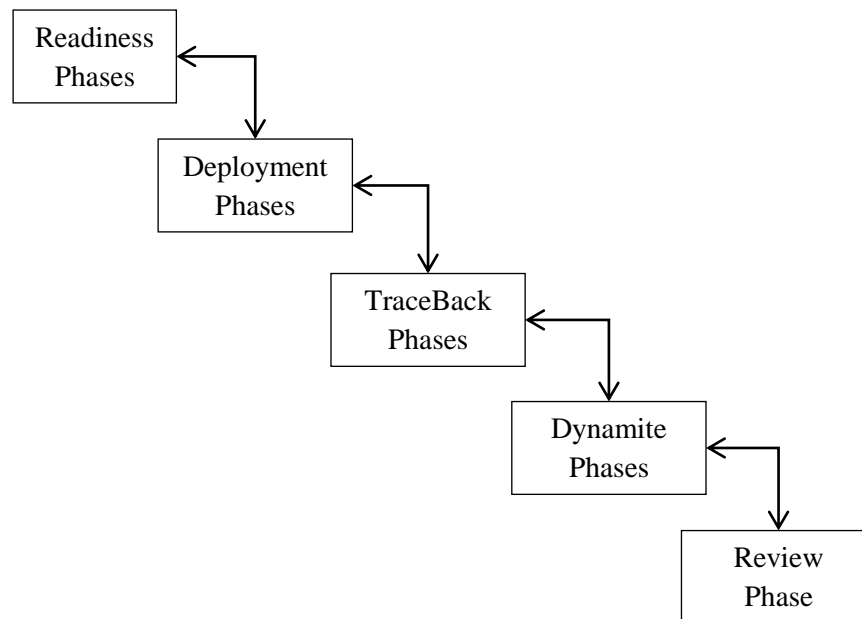 Readiness
Phases
Deployment
Phases
TraceBack
Phases
Dynamite
Phases
Review
Phase